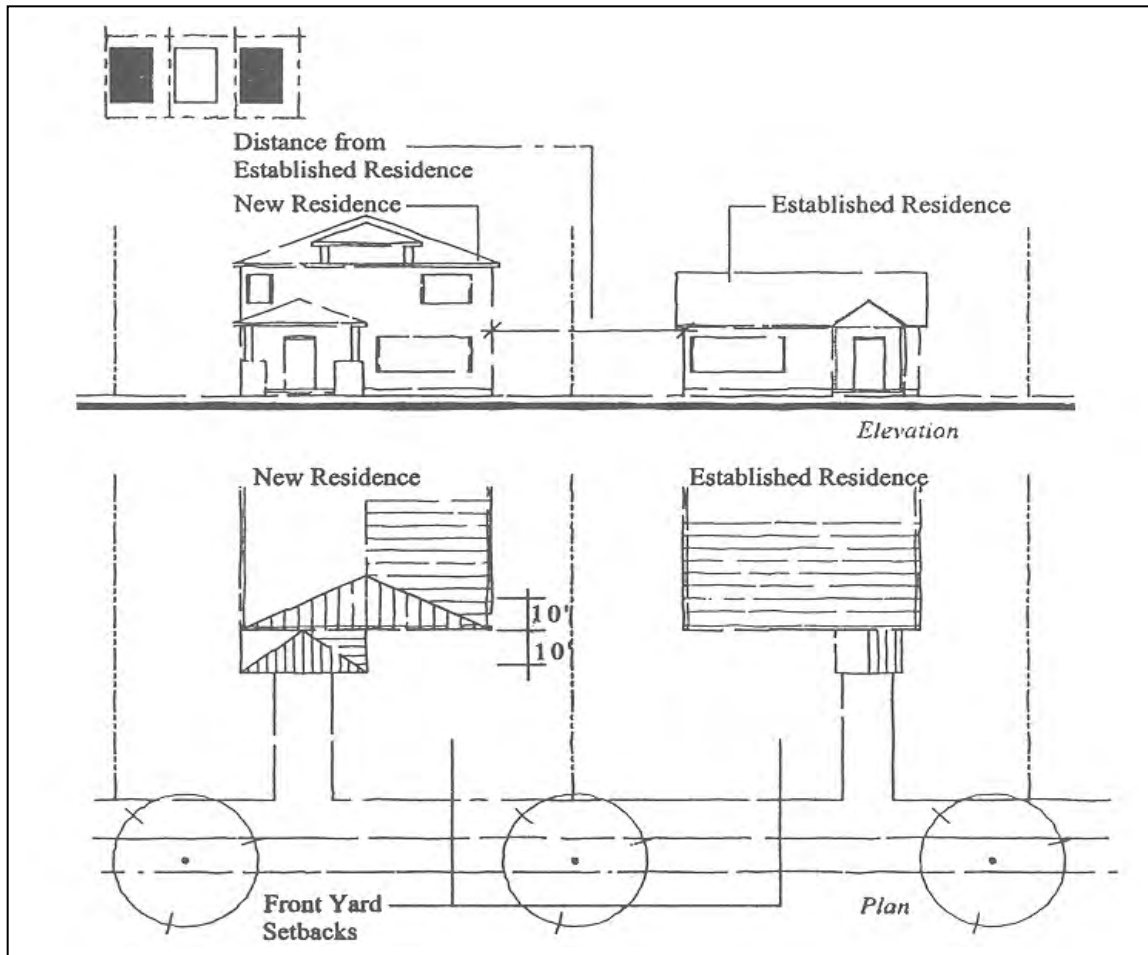 Distance from
Established Residence
New Residence
Established Residence
Elevation
New Residence
Established Residence
10'
10'
Front Yard
Setbacks
Plan